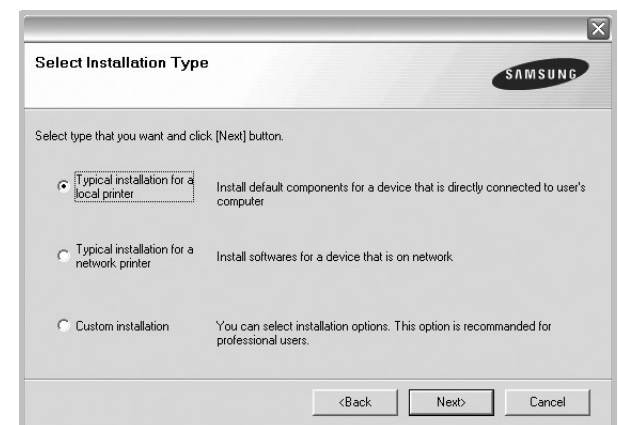 Select Installation Type
SAMSUNG
Select type that you want and click [Next] button.
Typical installation for a
local printer
Install default components for a device that is directly connected to user's
computer
Typical installation for a
network printer
Install softwares for a device that is on network
Custom installation
You can select installation options. This option is recommanded for
professional users.
<Back
Next>
Cancel